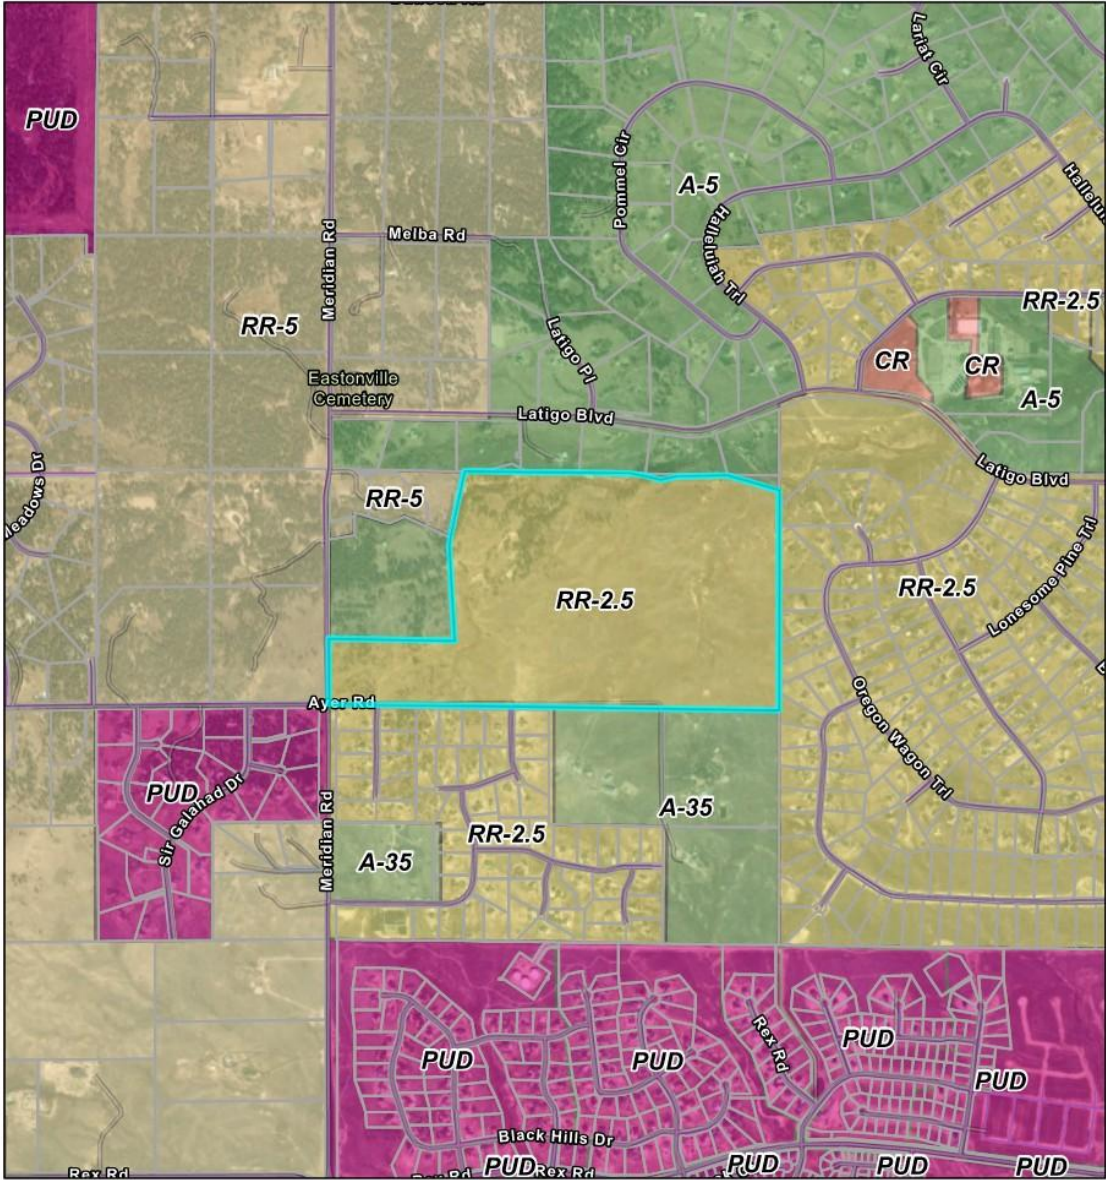 Lariat Cir
PUD
Pommel Cir
A-5
Hallelujah Trl
Meridian Rd
Melba Rd
RR-2.5
RR-5
Latigo Pl
CR
CR
Eastonville
Cemetery
A-5
Latigo Blvd
Latigo Blvd
Meadows Dr
RR-5
RR-2.5
RR-2.5
Lonesome Pine Trl
Ayer Rd
Oregon Wagon Trl
PUD
Sir Galahad Dr
Meridian Rd
A-35
RR-2.5
A-35
Rex Rd
PUD
PUD
PUD
PUD
Black Hills Dr
Rex Rd
PUD
Rex Rd
PUD
PUD
PUD